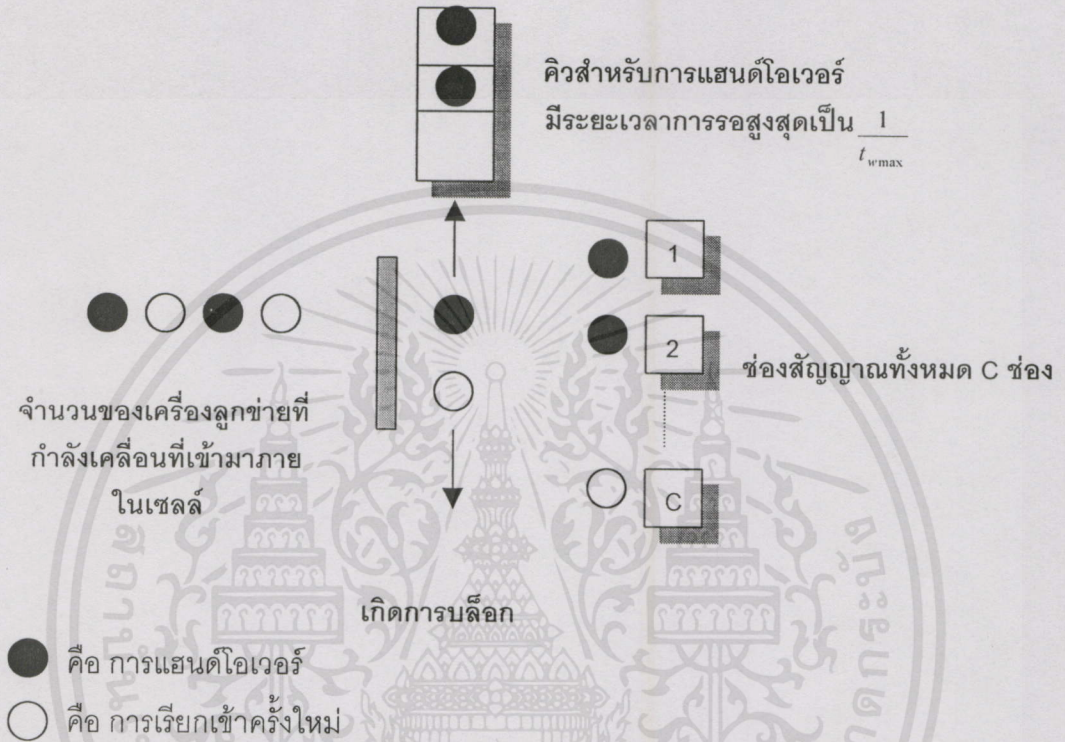 คิวสำหรับการแฮนด์โอเวอร์
มีระยะเวลาการรอสูงสุดเป็น 1/t_wmax
1
2
ช่องสัญญาณทั้งหมด C ช่อง
C
จำนวนของเครื่องลูกข่ายที่
กำลังเคลื่อนที่เข้ามาภาย
ในเซลล์
เกิดการบล็อก
คือ การแฮนด์โอเวอร์
คือ การเรียกเข้าครั้งใหม่